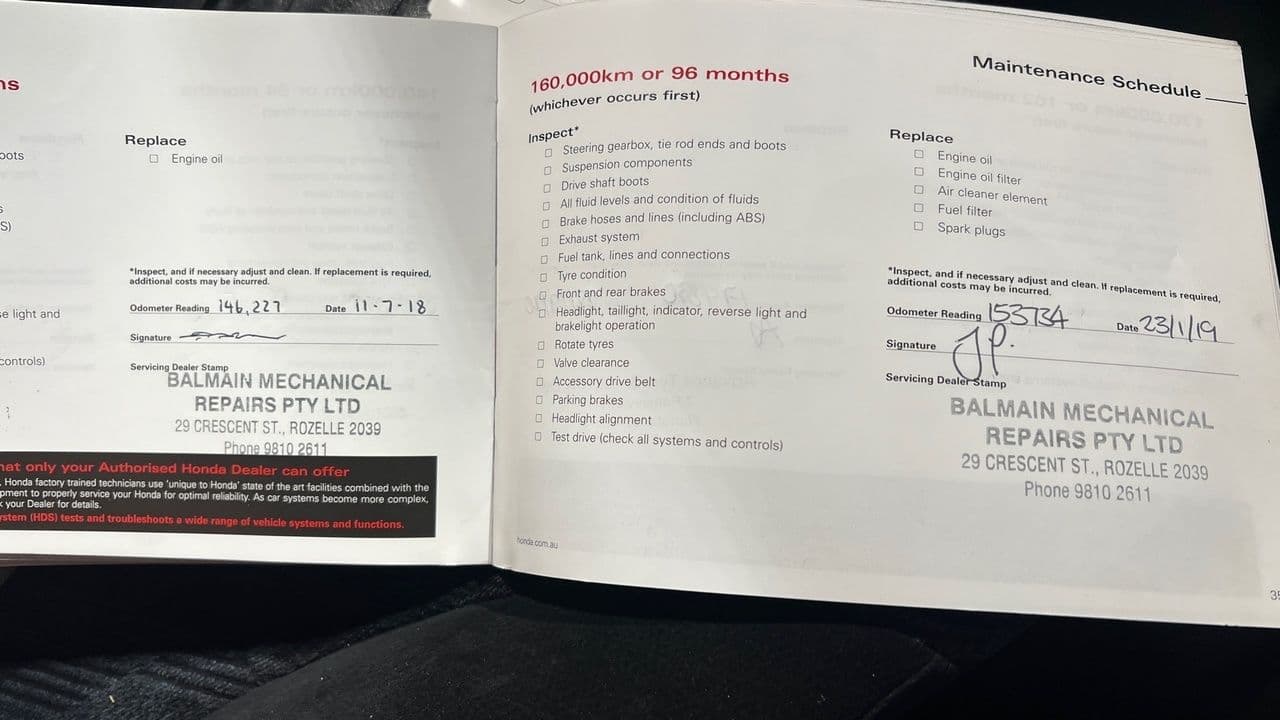 ns
oots
S)
se light and
controls)
Replace
☐ Engine oil
*Inspect, and if necessary adjust and clean. If replacement is required,
additional costs may be incurred.
Odometer Reading 146,227 Date 11-7-18
Signature
Servicing Dealer Stamp
BALMAIN MECHANICAL
REPAIRS PTY LTD
29 CRESCENT ST., ROZELLE 2039
Phone 9810 2611
hat only your Authorised Honda Dealer can offer
. Honda factory trained technicians use 'unique to Honda' state of the art facilities combined with the
pment to properly service your Honda for optimal reliability. As car systems become more complex,
k your Dealer for details.
ystem (HDS) tests and troubleshoots a wide range of vehicle systems and functions.
Maintenance Schedule
160,000km or 96 months
(whichever occurs first)
Inspect*
☐ Steering gearbox, tie rod ends and boots
☐ Suspension components
☐ Drive shaft boots
☐ All fluid levels and condition of fluids
☐ Brake hoses and lines (including ABS)
☐ Exhaust system
☐ Fuel tank, lines and connections
☐ Tyre condition
☐ Front and rear brakes
☐ Headlight, taillight, indicator, reverse light and
brakelight operation
☐ Rotate tyres
☐ Valve clearance
☐ Accessory drive belt
☐ Parking brakes
☐ Headlight alignment
☐ Test drive (check all systems and controls)
Replace
☐ Engine oil
☐ Engine oil filter
☐ Air cleaner element
☐ Fuel filter
☐ Spark plugs
*Inspect, and if necessary adjust and clean. If replacement is required,
additional costs may be incurred.
Odometer Reading 153734 Date 23/1/19
Signature JP.
Servicing Dealer Stamp
BALMAIN MECHANICAL
REPAIRS PTY LTD
29 CRESCENT ST., ROZELLE 2039
Phone 9810 2611
honda.com.au